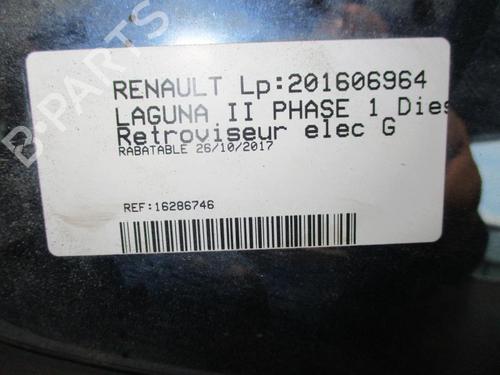 RENAULT Lp:201606964
LAGUNA II PHASE 1 Dies
Retroviseur elec G
RABATABLE 26/10/2017
REF:16286746
B-PARTS